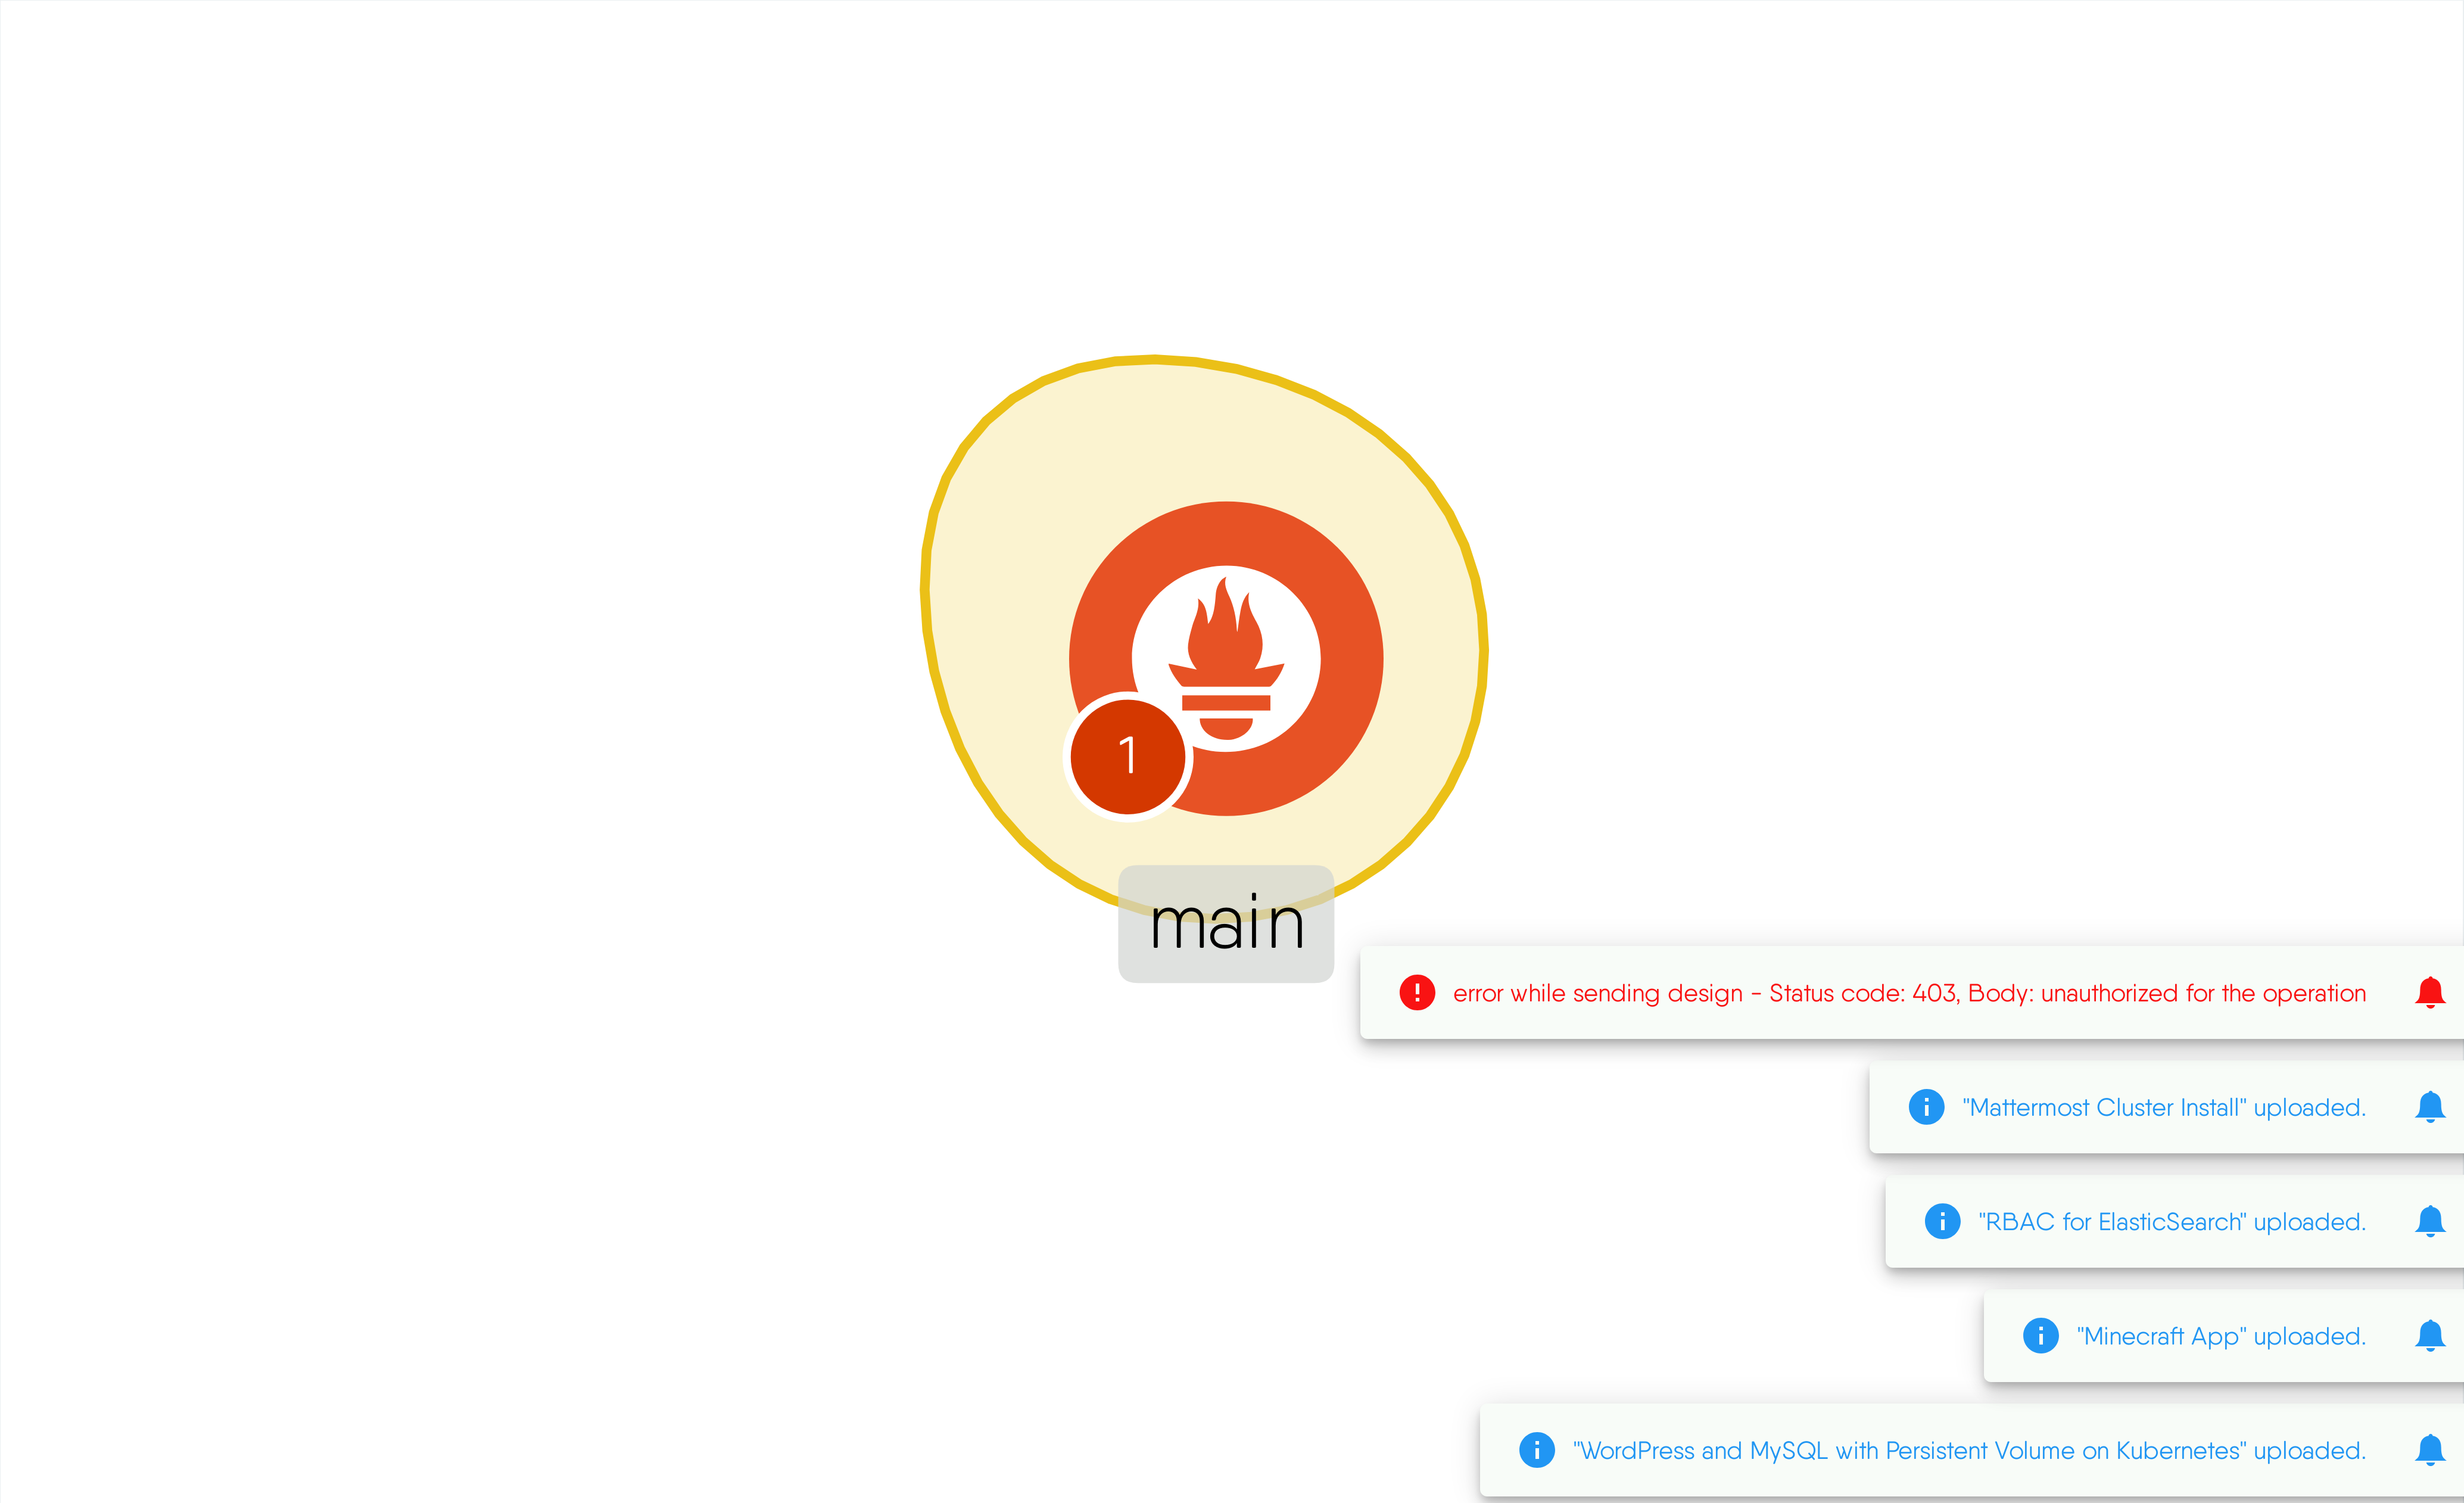 1
main
error while sending design - Status code: 403, Body: unauthorized for the operation
"Mattermost Cluster Install" uploaded.
"RBAC for ElasticSearch" uploaded.
"Minecraft App" uploaded.
"WordPress and MySQL with Persistent Volume on Kubernetes" uploaded.